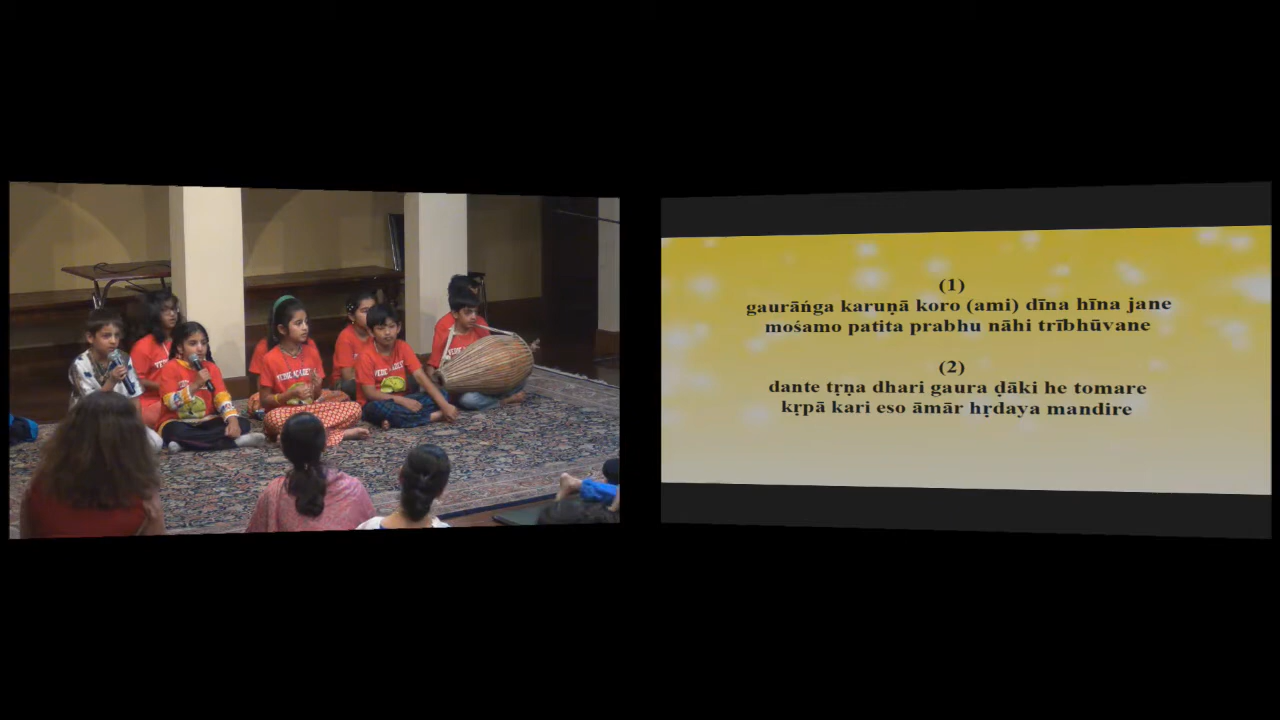 (1)
gaurāṅga karuṇā koro (ami) dīna hīna jane
mośamo patita prabhu nāhi trībhūvane
(2)
dante tṛṇa dhari gaura ḍāki he tomare
kṛpā kari eso āmār hṛdaya mandire